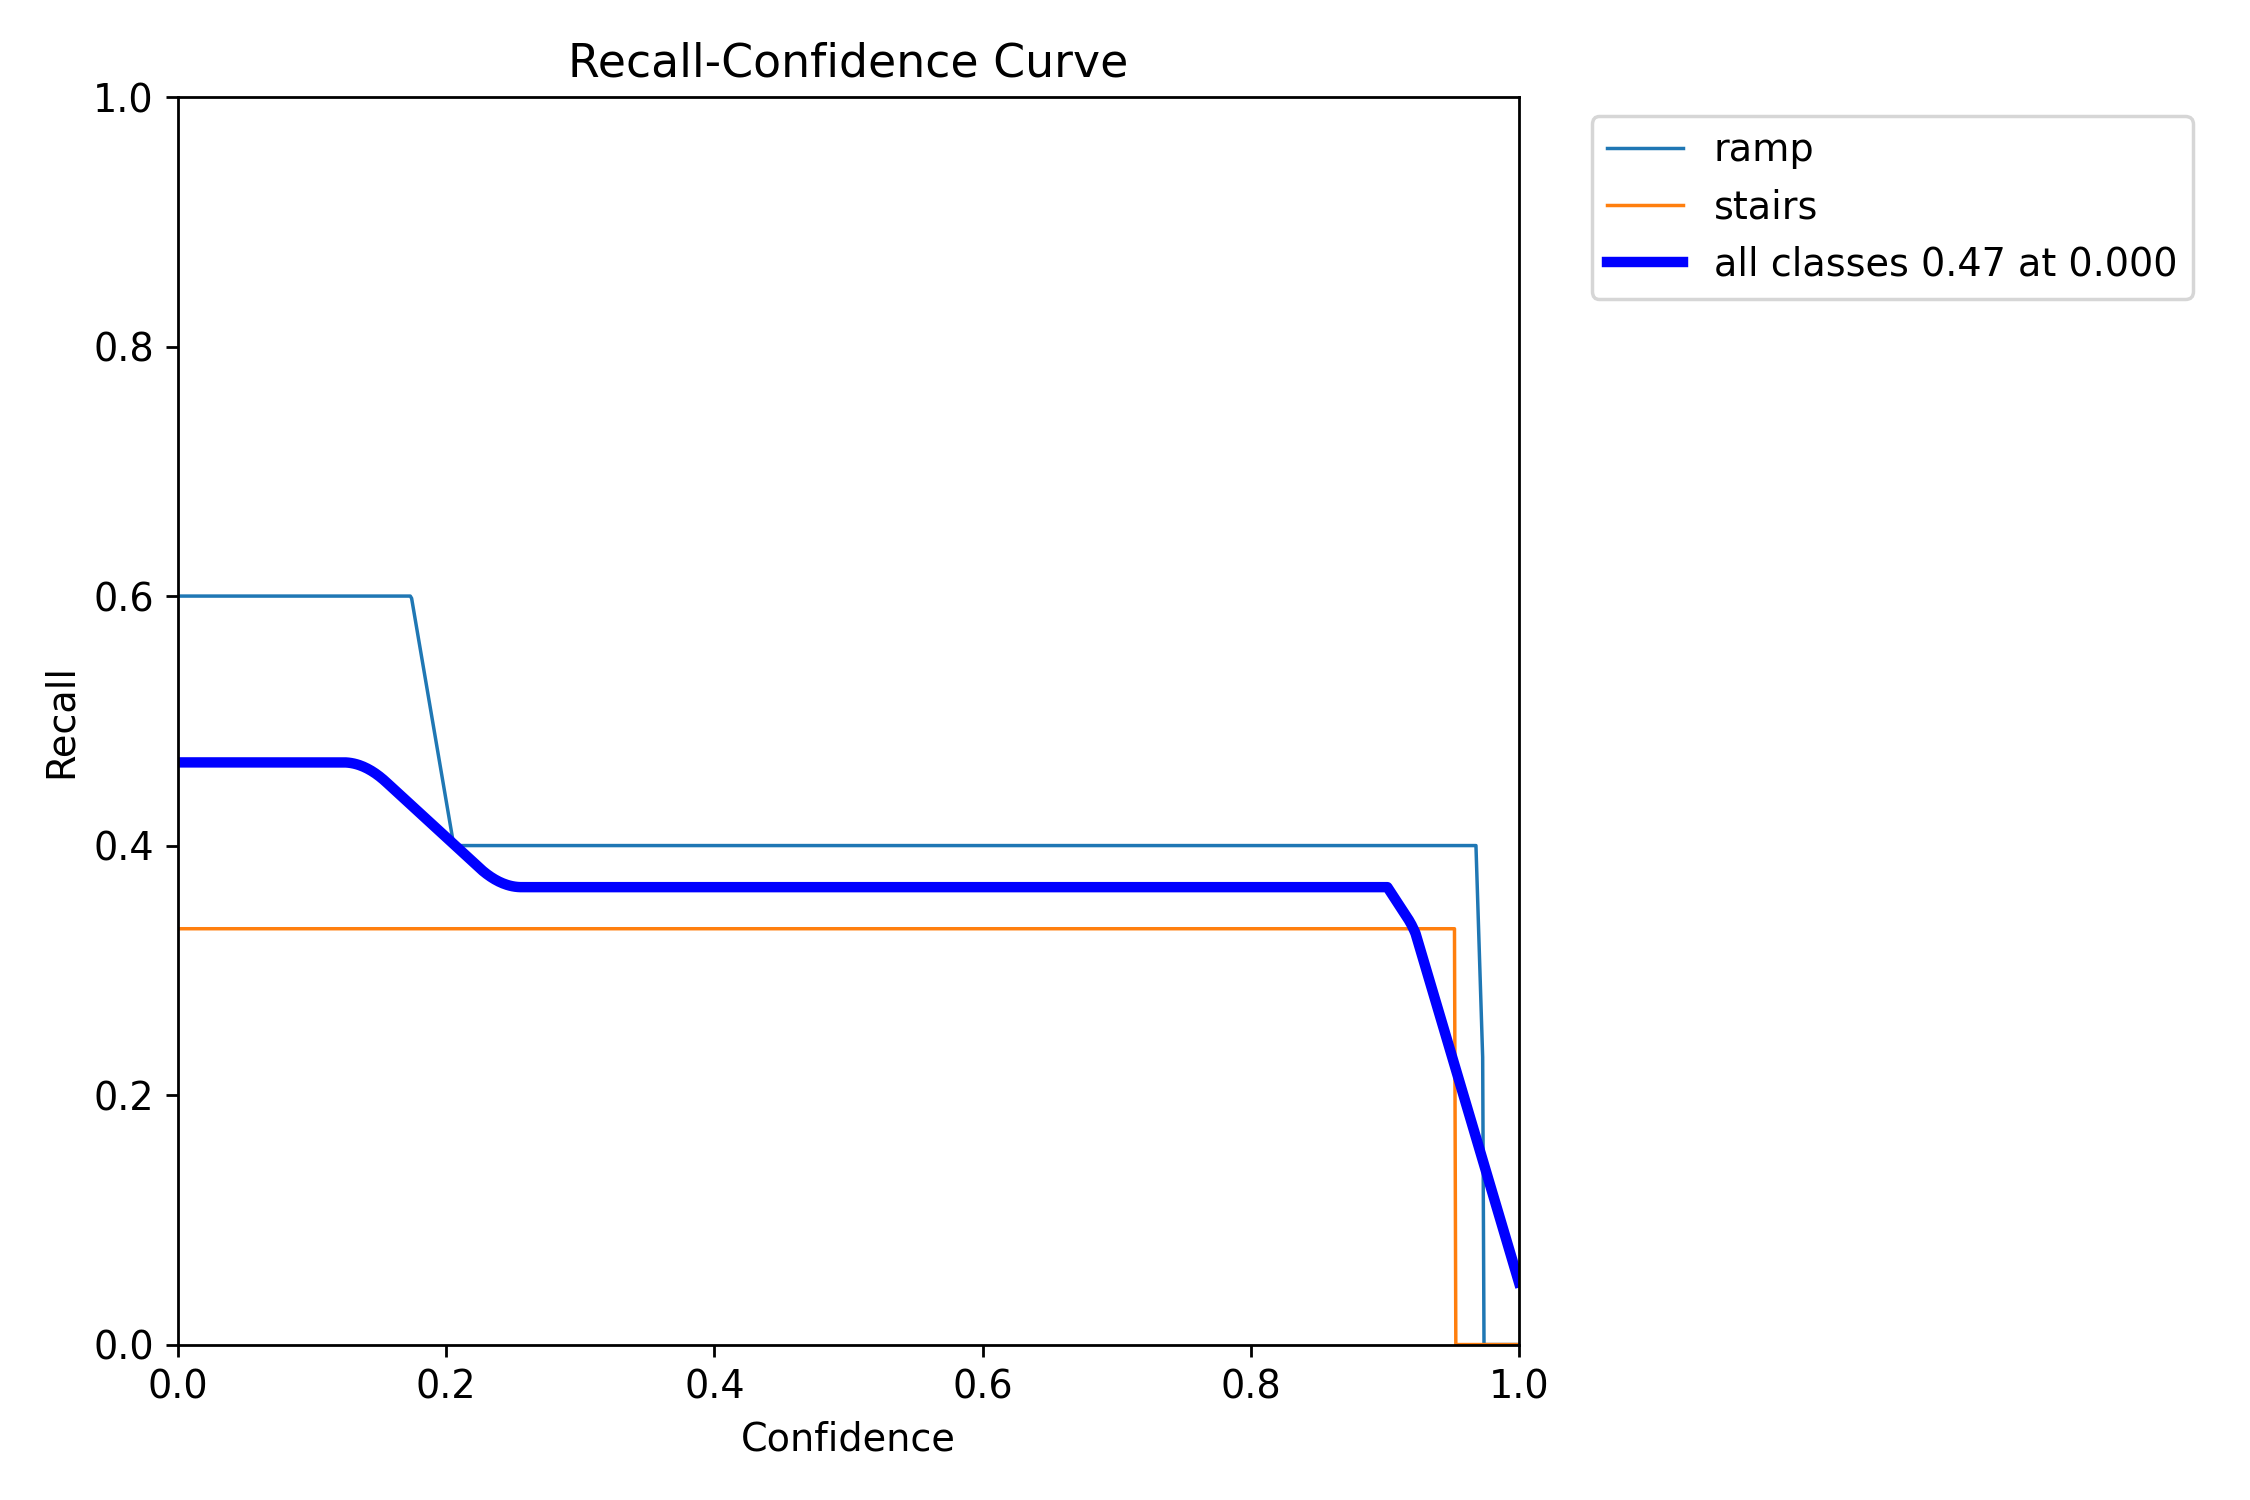 Recall-Confidence Curve
1.0
0.8
0.6
0.4
0.2
0.0
Recall
0.0 0.2 0.4 0.6 0.8 1.0
Confidence
ramp
stairs
all classes 0.47 at 0.000